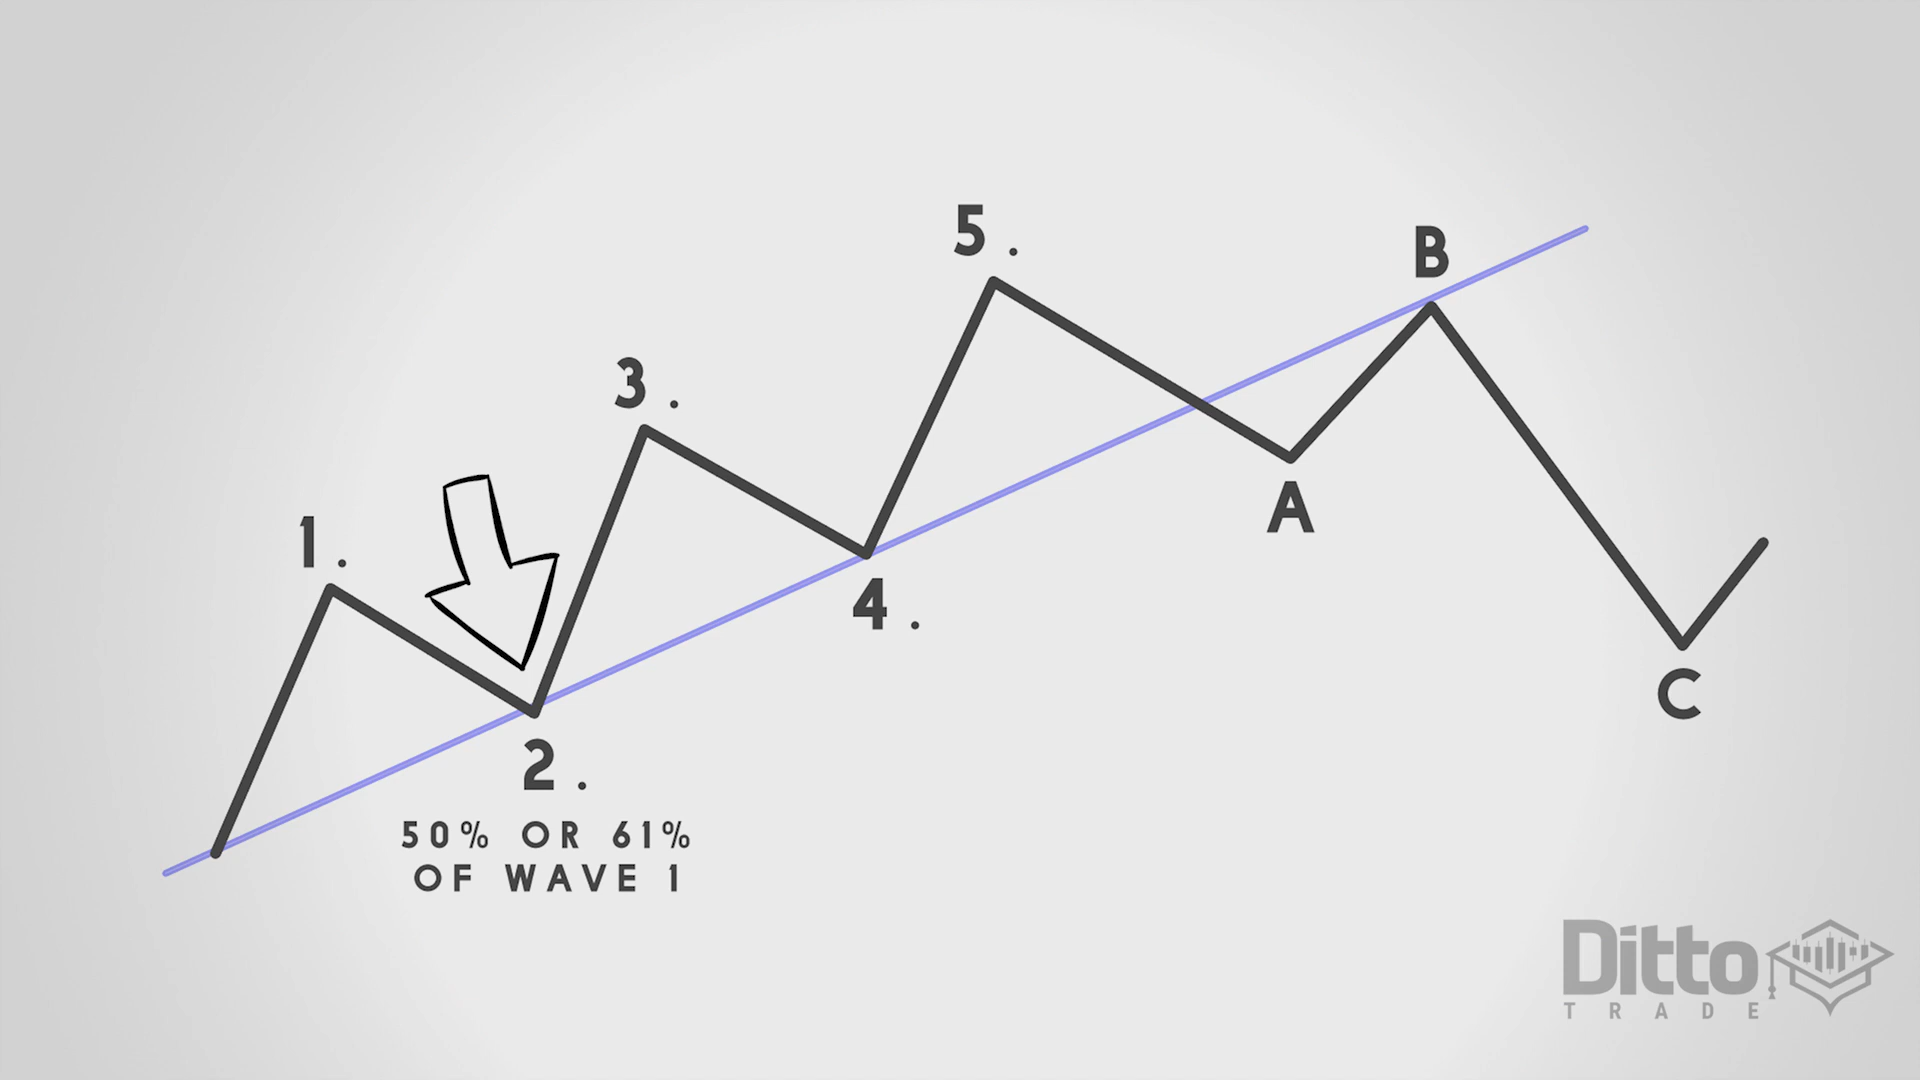 5.
B
3.
A
1.
4.
C
2.
50% OR 61%
OF WAVE 1
Ditto
TRADE